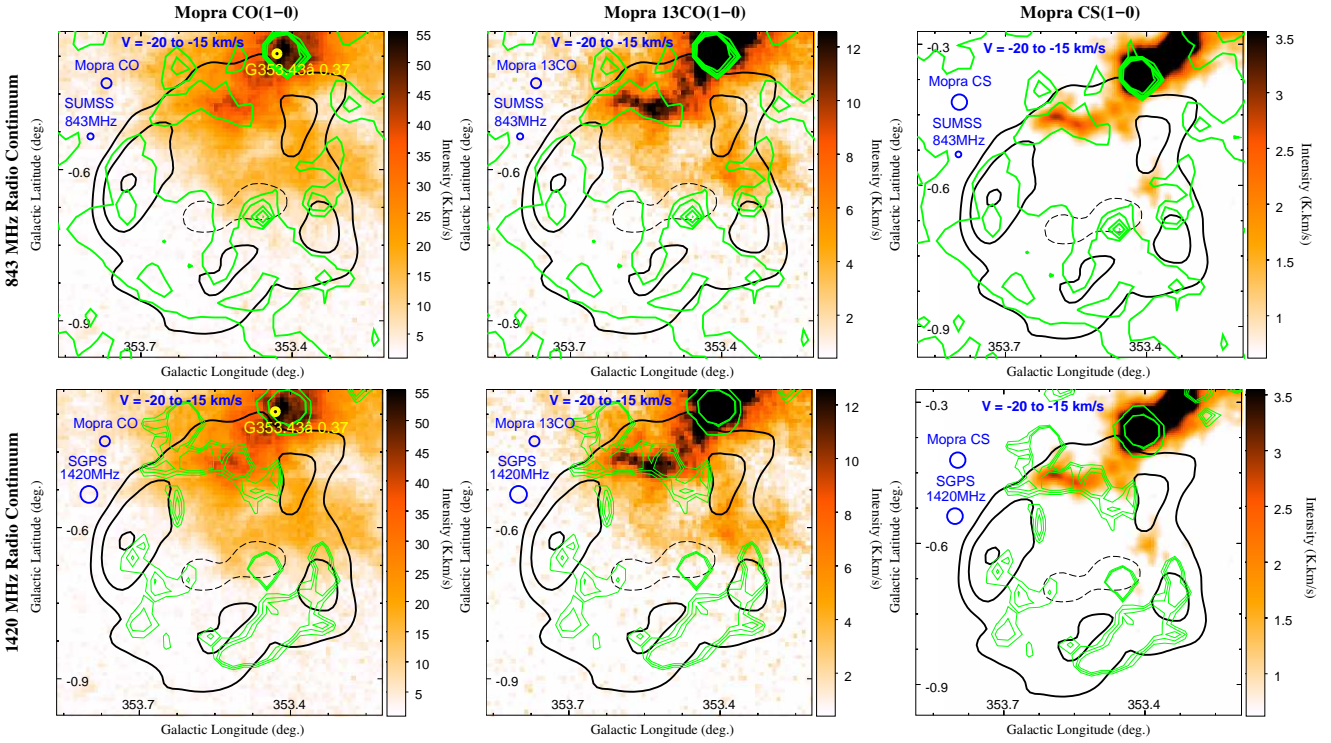 Mopra CO(1−0)
Mopra 13CO(1−0)
Mopra CS(1−0)
843 MHz Radio Continuum
Galactic Latitude (deg.)
-0.6
-0.9
V = -20 to -15 km/s
Mopra CO
SUMSS
843MHz
G353.43â 0.37
353.7
353.4
Galactic Longitude (deg.)
55
50
45
40
35
30
25
20
15
10
5
Intensity (K.km/s)
Galactic Latitude (deg.)
-0.6
-0.9
V = -20 to -15 km/s
Mopra 13CO
SUMSS
843MHz
353.7
353.4
Galactic Longitude (deg.)
12
10
8
6
4
2
Intensity (K.km/s)
Galactic Latitude (deg.)
-0.3
-0.6
-0.9
V = -20 to -15 km/s
Mopra CS
SUMSS
843MHz
353.7
353.4
Galactic Longitude (deg.)
3.5
3
2.5
2
1.5
1
Intensity (K.km/s)
1420 MHz Radio Continuum
Galactic Latitude (deg.)
-0.6
-0.9
V = -20 to -15 km/s
Mopra CO
SGPS
1420MHz
G353.43â 0.37
353.7
353.4
Galactic Longitude (deg.)
55
50
45
40
35
30
25
20
15
10
5
Intensity (K.km/s)
Galactic Latitude (deg.)
-0.6
-0.9
V = -20 to -15 km/s
Mopra 13CO
SGPS
1420MHz
353.7
353.4
Galactic Longitude (deg.)
12
10
8
6
4
2
Intensity (K.km/s)
Galactic Latitude (deg.)
-0.3
-0.6
-0.9
V = -20 to -15 km/s
Mopra CS
SGPS
1420MHz
353.7
353.4
Galactic Longitude (deg.)
3.5
3
2.5
2
1.5
1
Intensity (K.km/s)